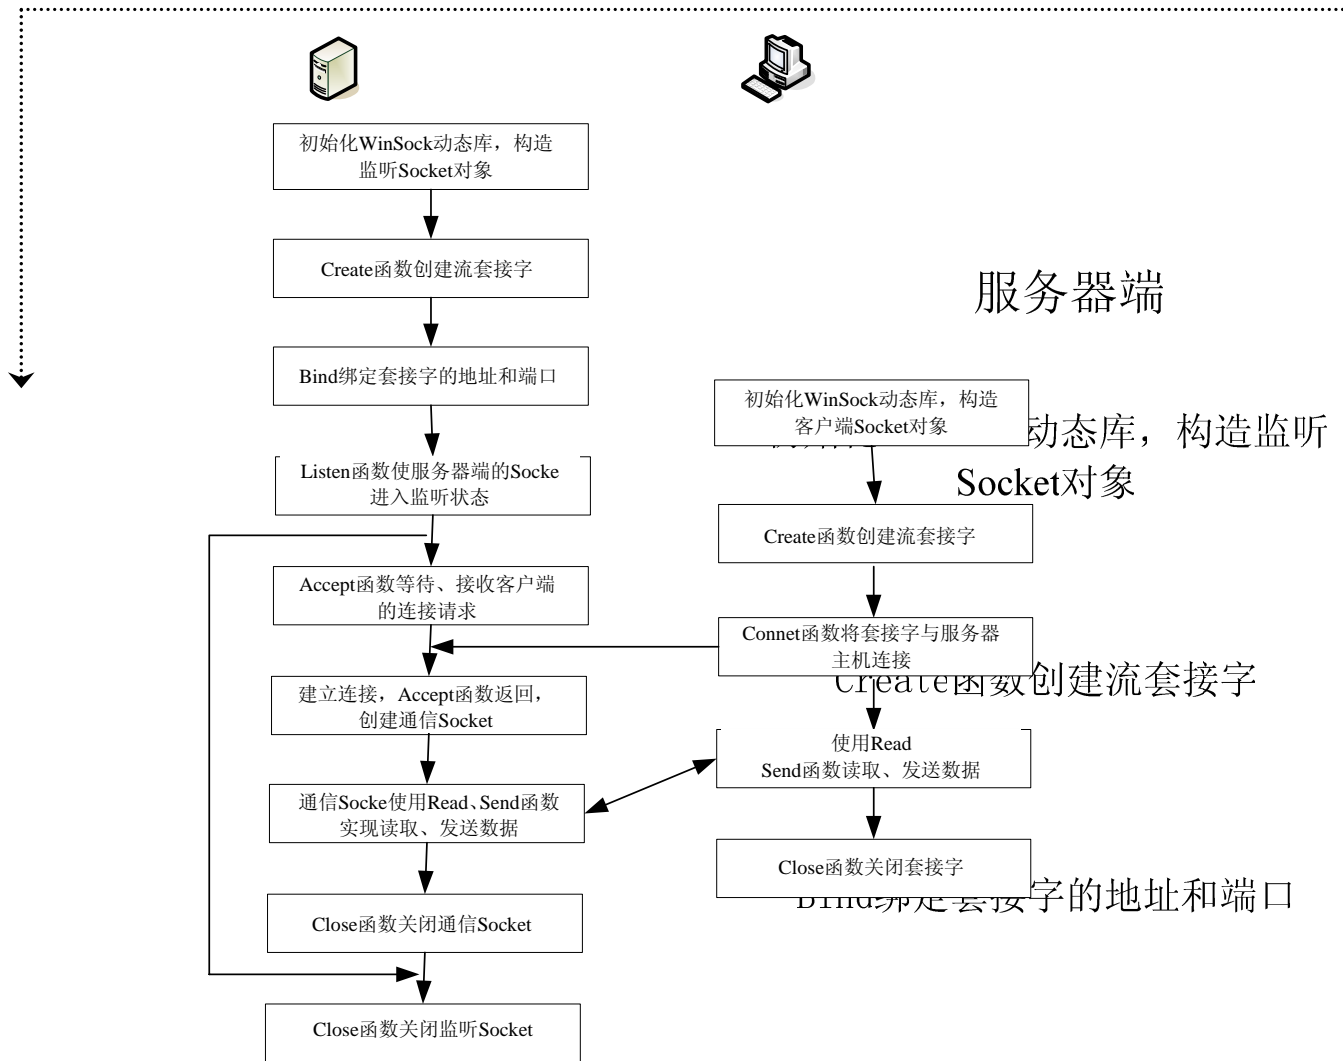 初始化WinSock动态库，构造
监听Socket对象
Create函数创建流套接字
Bind绑定套接字的地址和端口
Listen函数使服务器端的Socke
进入监听状态
Accept函数等待、接收客户端
的连接请求
建立连接，Accept函数返回，
创建通信Socket
通信Socke使用Read、Send函数
实现读取、发送数据
Close函数关闭通信Socket
Close函数关闭监听Socket
初始化WinSock动态库，构造
客户端Socket对象
Create函数创建流套接字
Connet函数将套接字与服务器
主机连接
使用Read
Send函数读取、发送数据
Close函数关闭套接字
服务器端
动态库，构造监听
Socket对象
Create函数创建流套接字
Bind绑定套接字的地址和端口